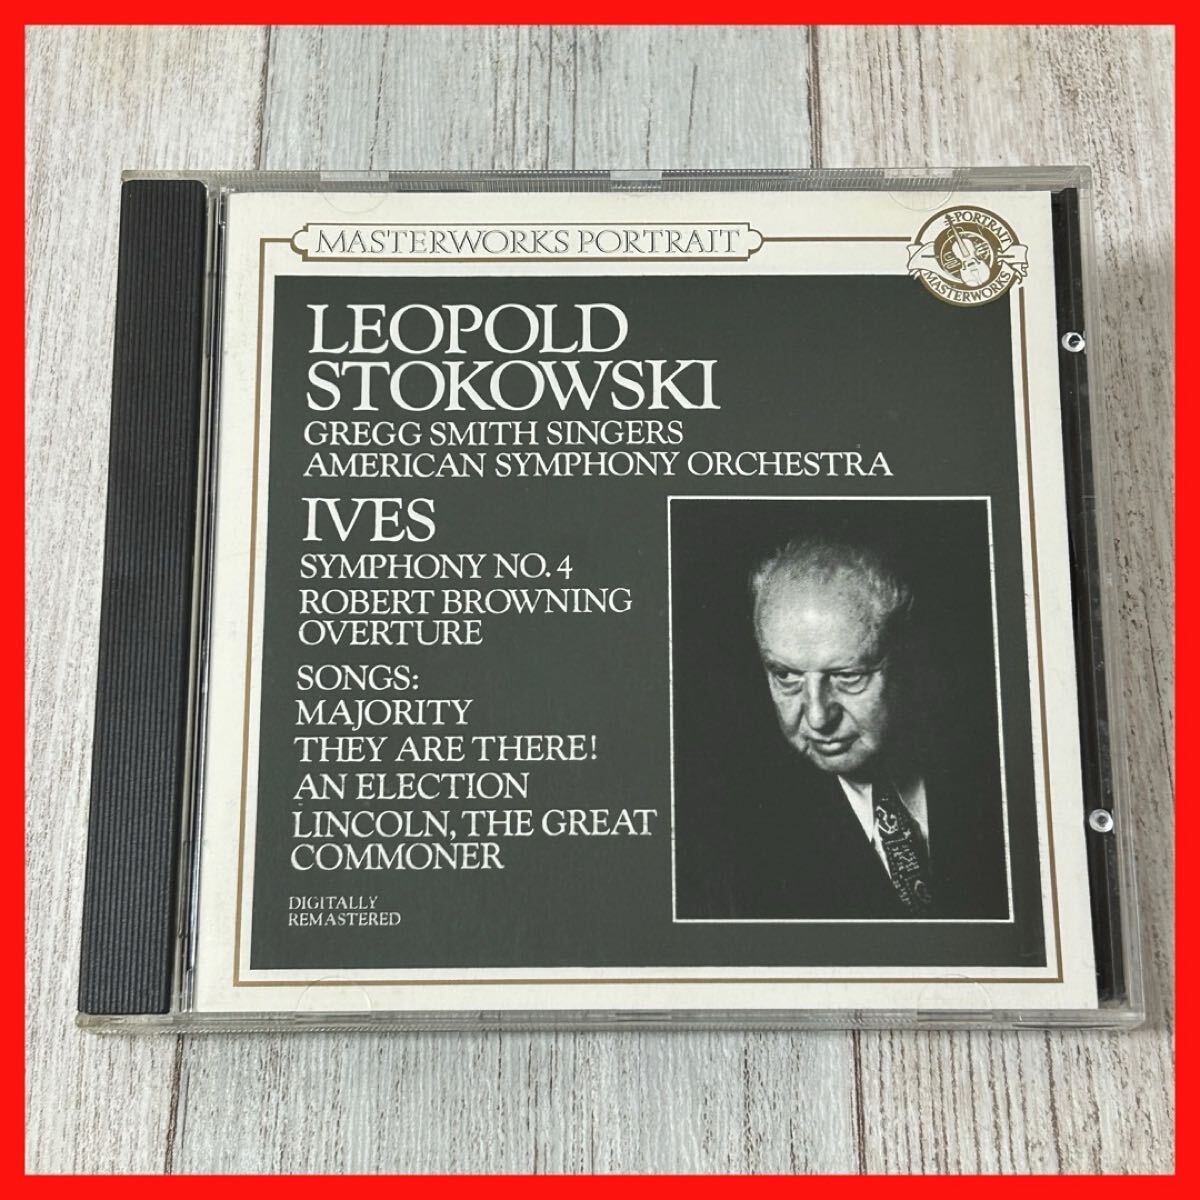 MASTERWORKS PORTRAIT
PORTRAIT
MASTERWORKS
LEOPOLD
STOKOWSKI
GREGG SMITH SINGERS
AMERICAN SYMPHONY ORCHESTRA
IVES
SYMPHONY NO. 4
ROBERT BROWNING
OVERTURE
SONGS:
MAJORITY
THEY ARE THERE!
AN ELECTION
LINCOLN, THE GREAT
COMMONER
DIGITALLY
REMASTERED